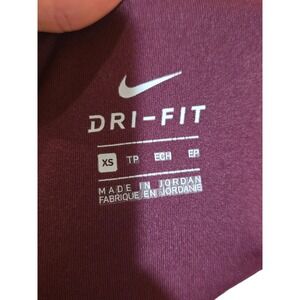 DRI-FIT
XS TP ECH EP
MADE IN JORDAN
FABRIQUÉ EN JORDANIE